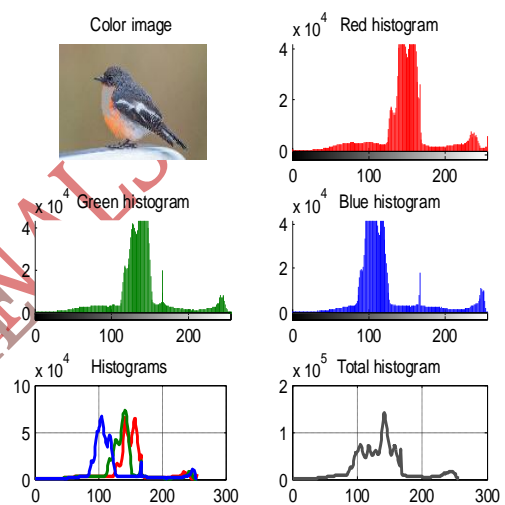 Color image
Red histogram
x 10^4
4
2
0
0 100 200
Green histogram
x 10^4
4
2
0
0 100 200
Blue histogram
x 10^4
4
2
0
0 100 200
Histograms
x 10^4
10
5
0
0 100 200 300
Total histogram
x 10^5
2
1
0
0 100 200 300